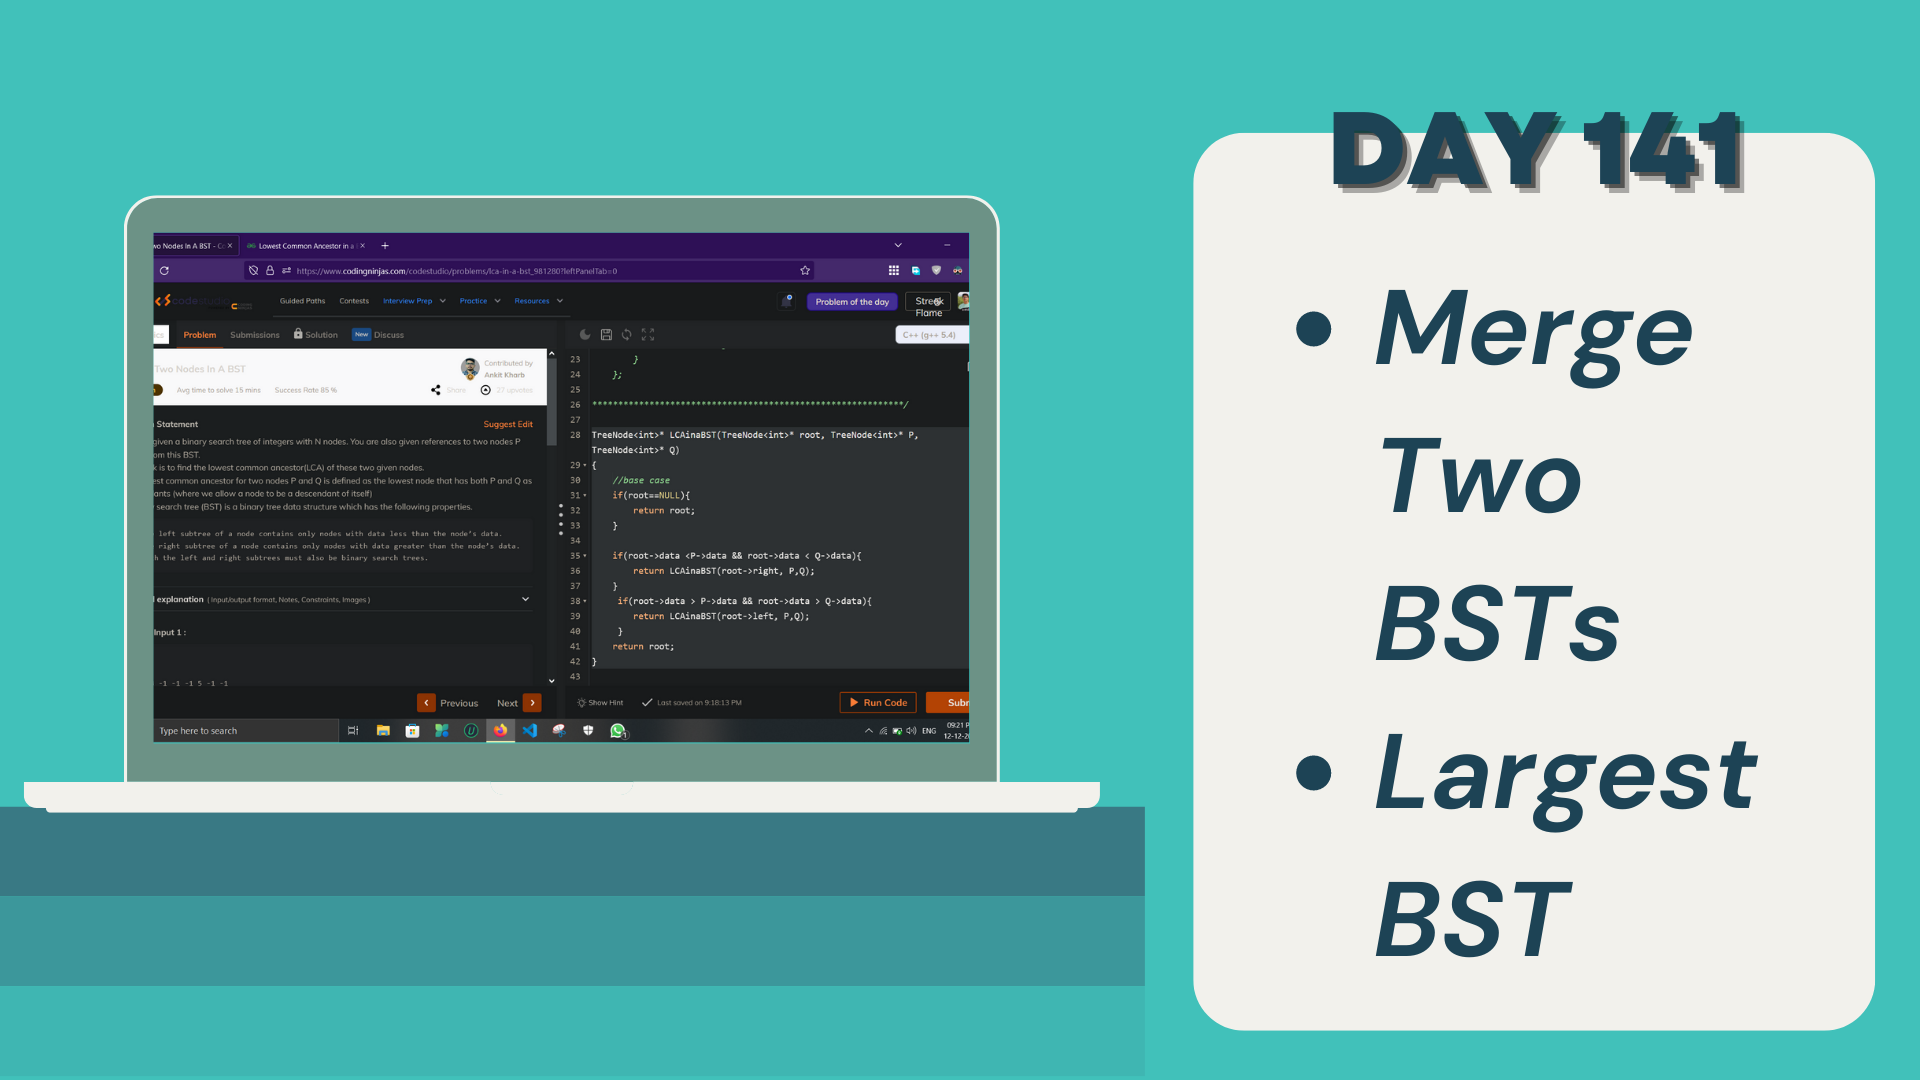 wo Nodes In A BST - Co
Lowest Common Ancestor in a
https://www.codingninjas.com/codestudio/problems/lca-in-a-bst_981280?leftPanelTab=0
Guided Paths
Contests
Interview Prep
Practice
Resources
Problem of the day
Streak
Flame
Problem
Submissions
Solution
New
Discuss
C++ (g++ 5.4)
Two Nodes In A BST
Contributed by
Ankit Kharb
Avg time to solve 15 mins
Success Rate 85 %
Share
27 upvotes
Statement
Suggest Edit
given a binary search tree of integers with N nodes. You are also given references to two nodes P
om this BST.
k is to find the lowest common ancestor(LCA) of these two given nodes.
est common ancestor for two nodes P and Q is defined as the lowest node that has both P and Q as
ants (where we allow a node to be a descendant of itself)
search tree (BST) is a binary tree data structure which has the following properties.
left subtree of a node contains only nodes with data less than the node's data.
right subtree of a node contains only nodes with data greater than the node's data.
h the left and right subtrees must also be binary search trees.
explanation ( Input/output format, Notes, Constraints, Images )
Input 1 :
-1 -1 -1 5 -1 -1
Previous
Next
23 }
24 };
25
26 ************************************************************/
27
28 TreeNode<int>* LCAinaBST(TreeNode<int>* root, TreeNode<int>* P,
TreeNode<int>* Q)
29 {
30 //base case
31 if(root==NULL){
32 return root;
33 }
34
35 if(root->data <P->data && root->data < Q->data){
36 return LCAinaBST(root->right, P,Q);
37 }
38 if(root->data > P->data && root->data > Q->data){
39 return LCAinaBST(root->left, P,Q);
40 }
41 return root;
42 }
43
Show Hint
Last saved on 9:18:13 PM
Run Code
Subm
Type here to search
ENG
09:21 P
12-12-2
DAY 141
• Merge
Two
BSTs
• Largest
BST